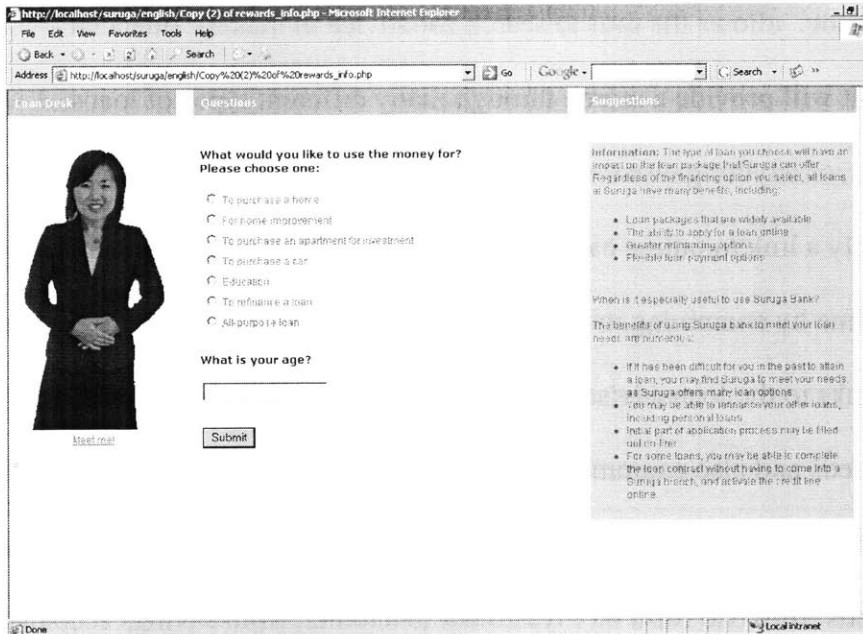 http://localhost/suruga/english/Copy (2) of rewards_info.php - Microsoft Internet Explorer
File Edit View Favorites Tools Help
Back Search
Address http://localhost/suruga/english/Copy%20(2)%20of%20rewards_info.php Go Google Search »
Loan Desk Questions Suggestions
What would you like to use the money for?
Please choose one:
To purchase a home
For home improvement
To purchase an apartment for investment
To purchase a car
Education
To refinance a loan
All-purpose loan
What is your age?
Submit
Meet me!
Information: The type of loan you choose will have an
impact on the loan package that Suruga can offer
Regardless of the financing option you select, all loans
at Suruga have many benefits, including:
Loan packages that are widely available
The ability to apply for a loan online
Greater refinancing options
Flexible loan payment options
When is it especially useful to use Suruga Bank?
The benefits of using Suruga bank to meet your loan
needs are numerous:
If it has been difficult for you in the past to attain
a loan, you may find Suruga to meet your needs,
as Suruga offers many loan options.
You may be able to refinance your other loans,
including personal loans
Initial part of application process may be filled
out on-line
For some loans, you may be able to complete
the loan contract without having to come into a
Suruga branch, and activate the credit line
online.
Done Local intranet